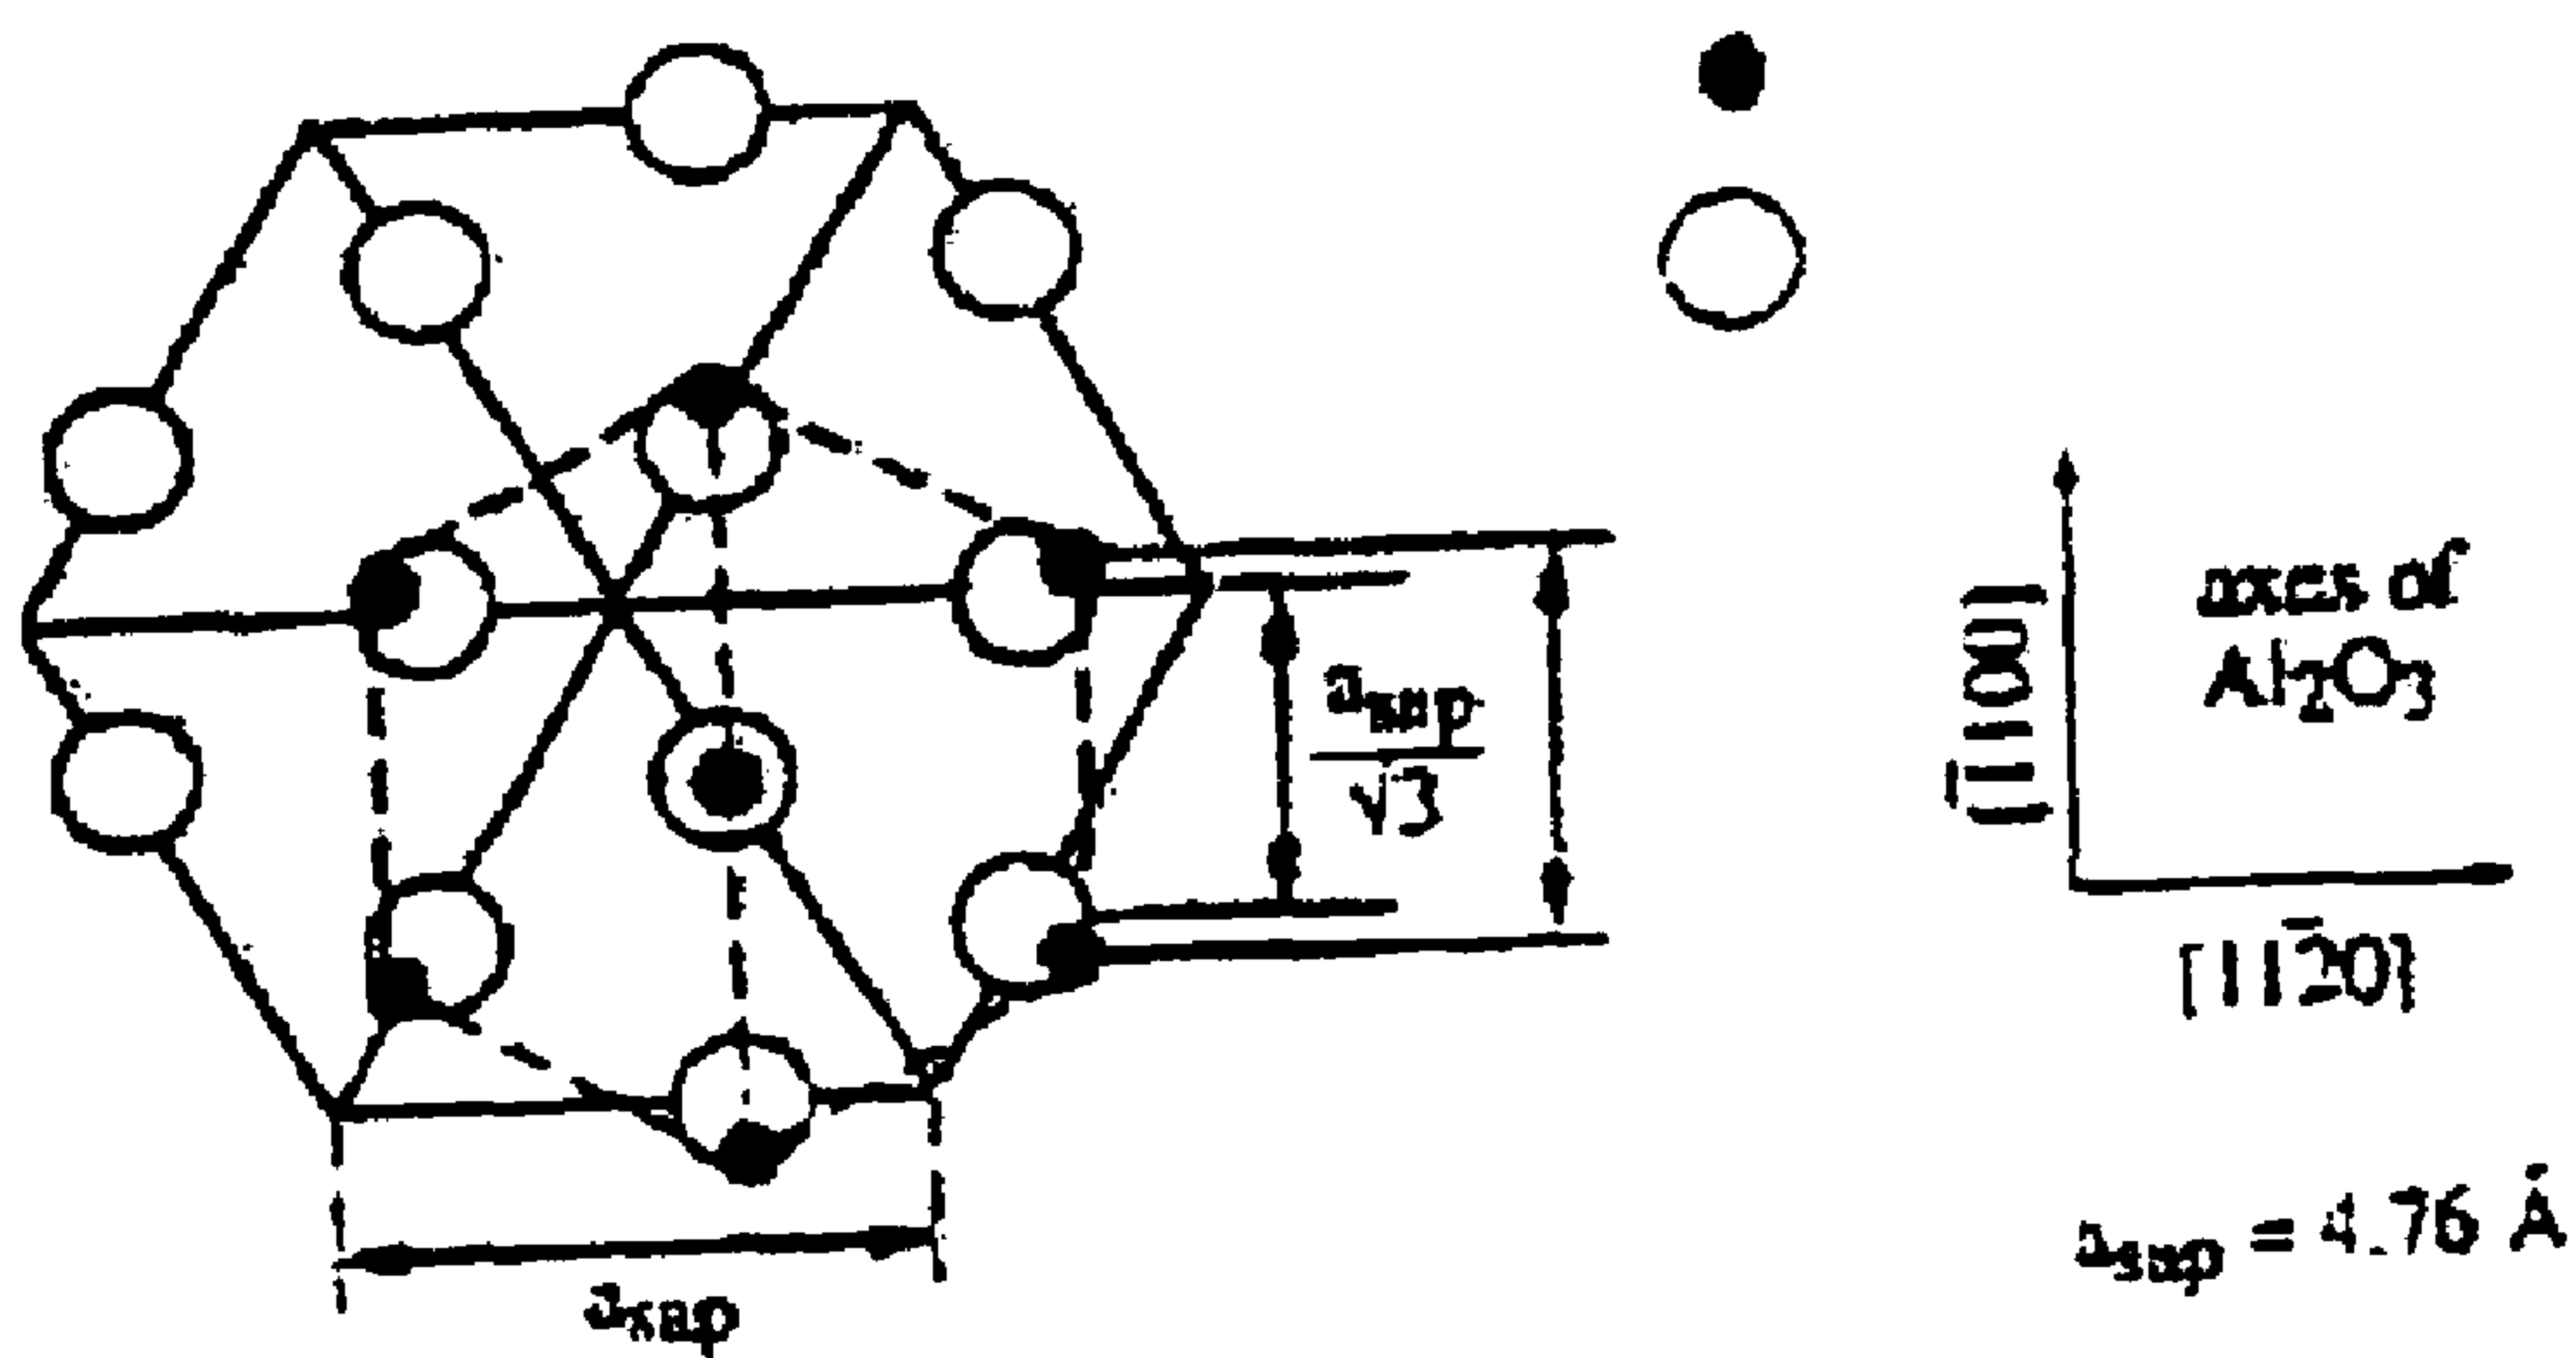 a_sap
a_sap
√3
[1̄100]
axes of
Al₂O₃
[112̄0]
a_sap = 4.76 Å